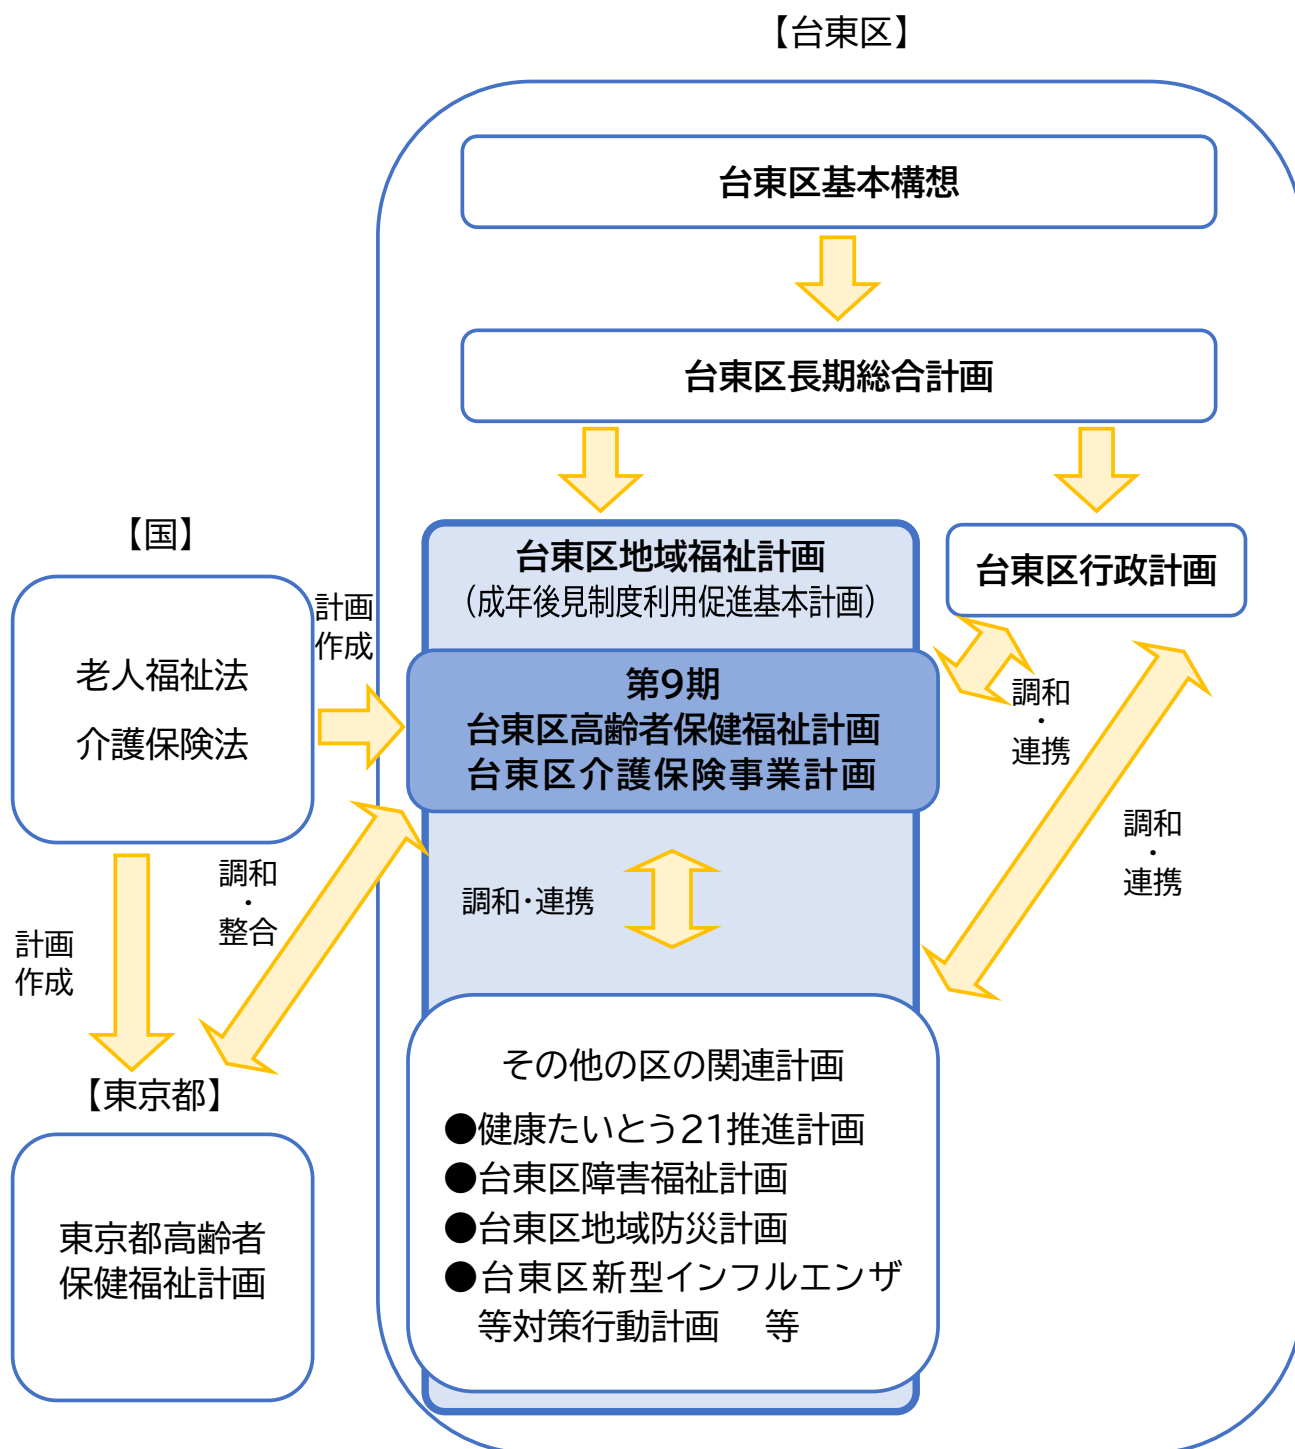 【台東区】
台東区基本構想
台東区長期総合計画
【国】
老人福祉法
介護保険法
計画
作成
台東区地域福祉計画
（成年後見制度利用促進基本計画）
台東区行政計画
第9期
台東区高齢者保健福祉計画
台東区介護保険事業計画
調和
・
連携
調和
・
連携
調和
・
整合
計画
作成
調和・連携
【東京都】
東京都高齢者
保健福祉計画
その他の区の関連計画
●健康たいとう21推進計画
●台東区障害福祉計画
●台東区地域防災計画
●台東区新型インフルエンザ
等対策行動計画　等